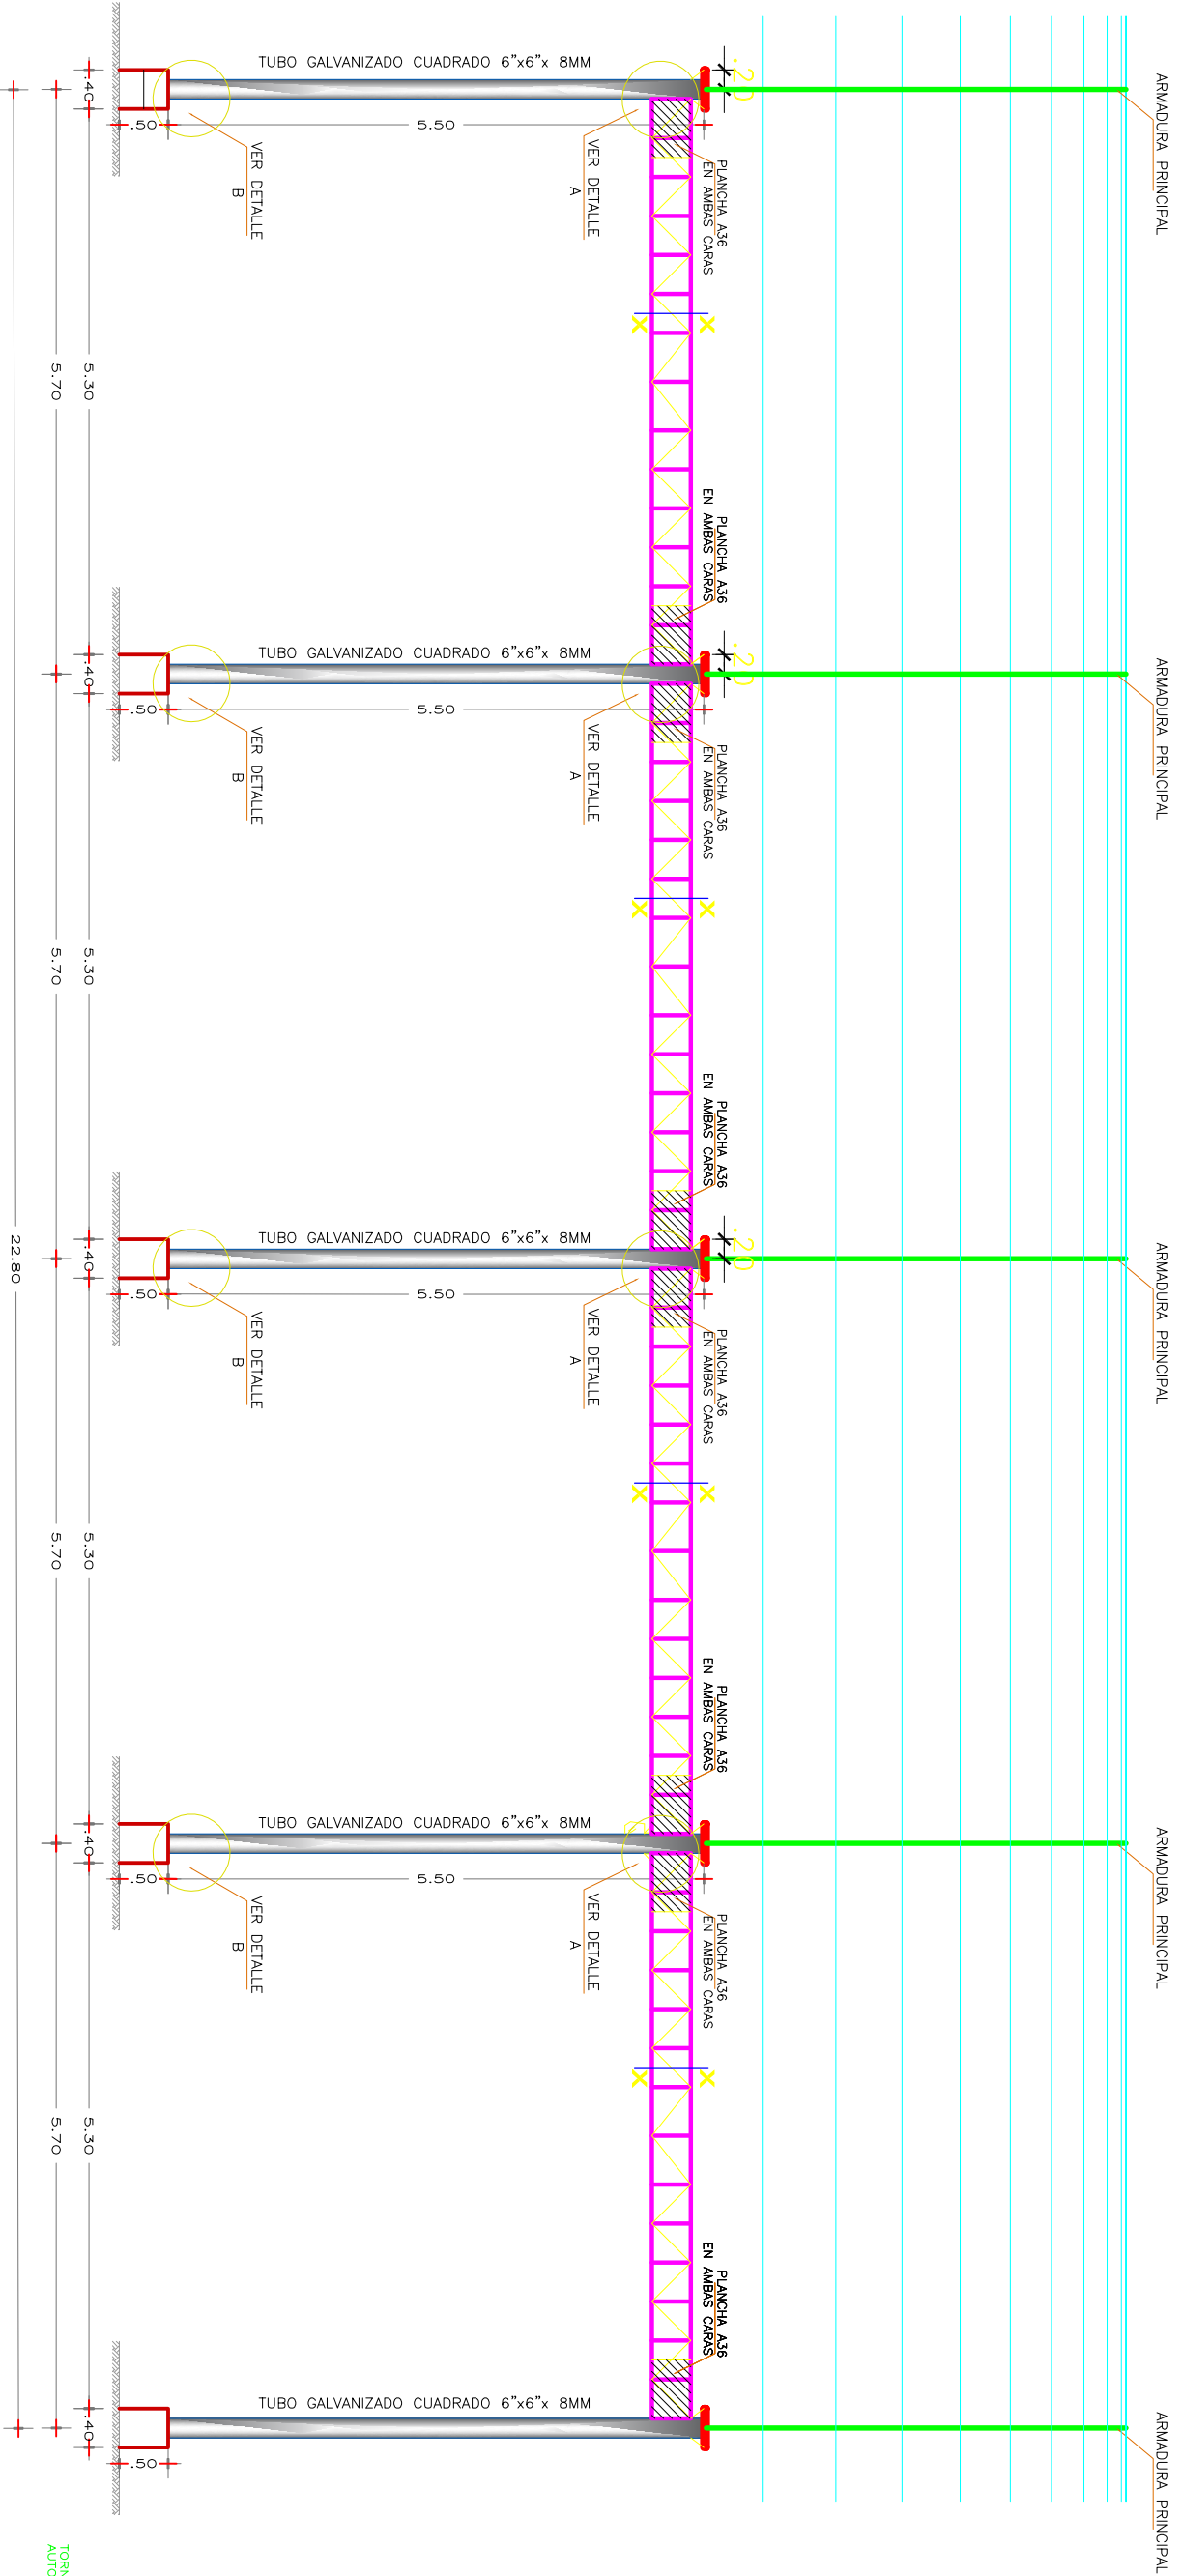 ARMADURA PRINCIPAL
ARMADURA PRINCIPAL
ARMADURA PRINCIPAL
ARMADURA PRINCIPAL
ARMADURA PRINCIPAL
.20
.20
.20
PLANCHA A36
EN AMBAS CARAS
PLANCHA A36
EN AMBAS CARAS
PLANCHA A36
EN AMBAS CARAS
PLANCHA A36
EN AMBAS CARAS
PLANCHA A36
EN AMBAS CARAS
PLANCHA A36
EN AMBAS CARAS
PLANCHA A36
EN AMBAS CARAS
PLANCHA A36
EN AMBAS CARAS
X
X
X
X
X
X
X
X
VER DETALLE
A
VER DETALLE
A
VER DETALLE
A
VER DETALLE
A
TUBO GALVANIZADO CUADRADO 6"x6"x 8MM
TUBO GALVANIZADO CUADRADO 6"x6"x 8MM
TUBO GALVANIZADO CUADRADO 6"x6"x 8MM
TUBO GALVANIZADO CUADRADO 6"x6"x 8MM
TUBO GALVANIZADO CUADRADO 6"x6"x 8MM
5.50
5.50
5.50
5.50
VER DETALLE
B
VER DETALLE
B
VER DETALLE
B
VER DETALLE
B
.50
.50
.50
.50
.50
.40
5.30
.40
5.30
.40
5.30
.40
5.30
.40
5.70
5.70
5.70
5.70
22.80